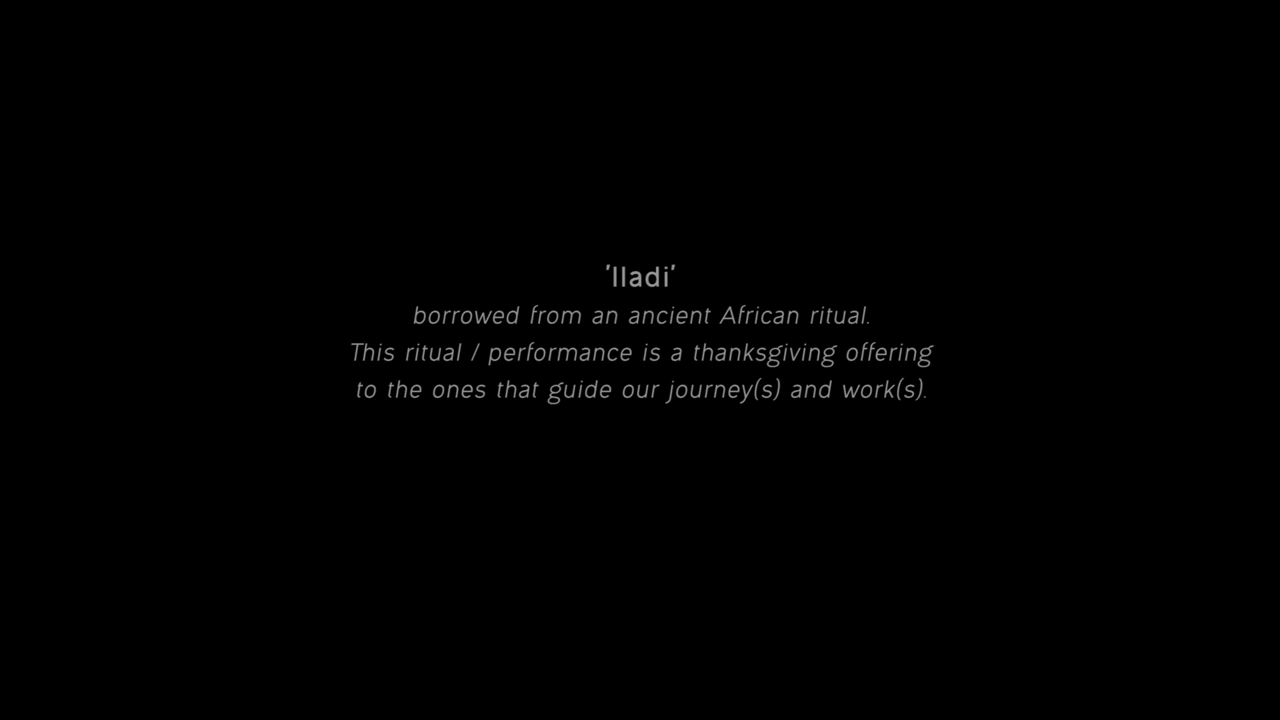 'Iladi'
borrowed from an ancient African ritual.
This ritual / performance is a thanksgiving offering
to the ones that guide our journey(s) and work(s).